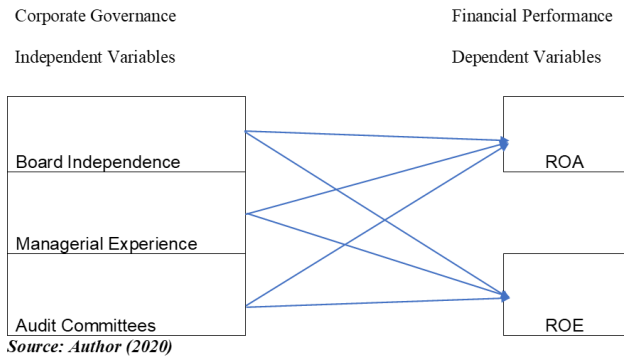 Corporate Governance
Financial Performance
Independent Variables
Dependent Variables
Board Independence
ROA
Managerial Experience
Audit Committees
ROE
Source: Author (2020)